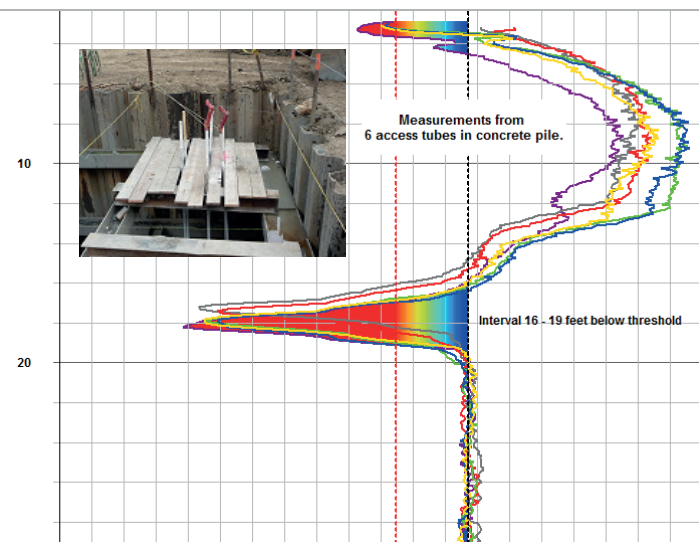 Measurements from
6 access tubes in concrete pile.
10
Interval 16 - 19 feet below threshold
20